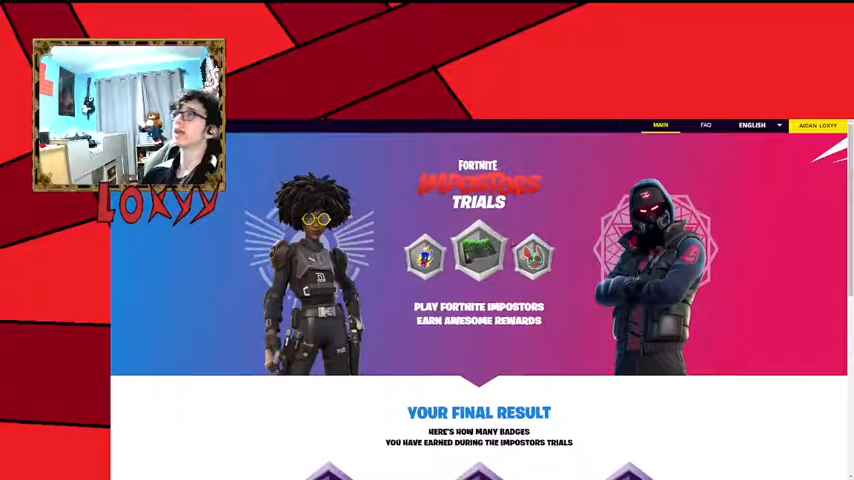 MAIN
FAQ
ENGLISH
AIDAN LOXYY
LOXYY
FORTNITE
IMPOSTORS
TRIALS
PLAY FORTNITE IMPOSTORS
EARN AWESOME REWARDS
YOUR FINAL RESULT
HERE'S HOW MANY BADGES
YOU HAVE EARNED DURING THE IMPOSTORS TRIALS